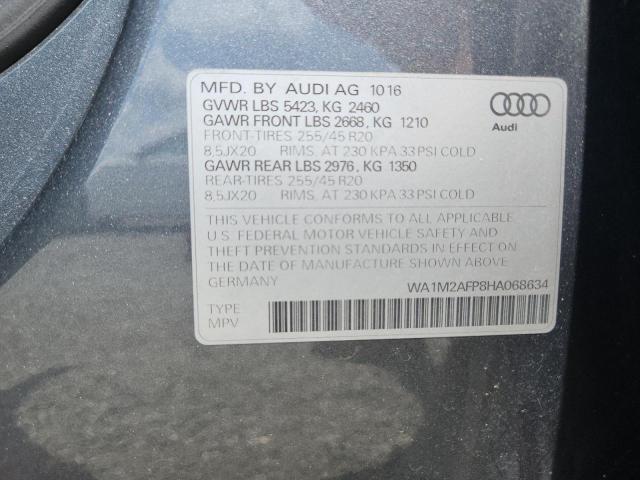 MFD. BY AUDI AG 1016
GVWR LBS 5423, KG 2460
GAWR FRONT LBS 2668, KG 1210
FRONT-TIRES 255/45 R20
8,5JX20 RIMS, AT 230 KPA 33 PSI COLD
GAWR REAR LBS 2976, KG 1350
REAR-TIRES 255/45 R20
8,5JX20 RIMS, AT 230 KPA 33 PSI COLD
Audi
THIS VEHICLE CONFORMS TO ALL APPLICABLE
U.S. FEDERAL MOTOR VEHICLE SAFETY AND
THEFT PREVENTION STANDARDS IN EFFECT ON
THE DATE OF MANUFACTURE SHOWN ABOVE
GERMANY
WA1M2AFP8HA068634
TYPE
MPV